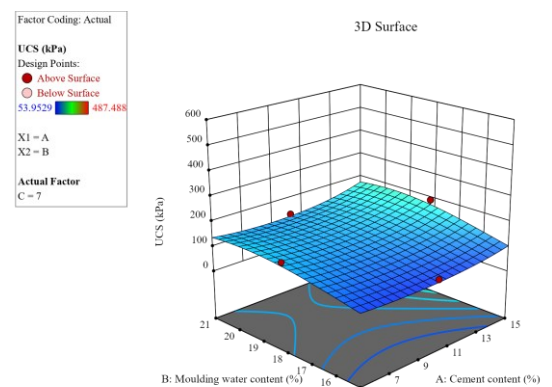 Factor Coding: Actual
3D Surface
UCS (kPa)
Design Points:
Above Surface
Below Surface
53.9529 487.488
X1 = A
X2 = B
Actual Factor
C = 7
600
500
400
300
200
100
0
UCS (kPa)
21
20
19
18
17
16
15
13
11
9
7
B: Moulding water content (%)
A: Cement content (%)